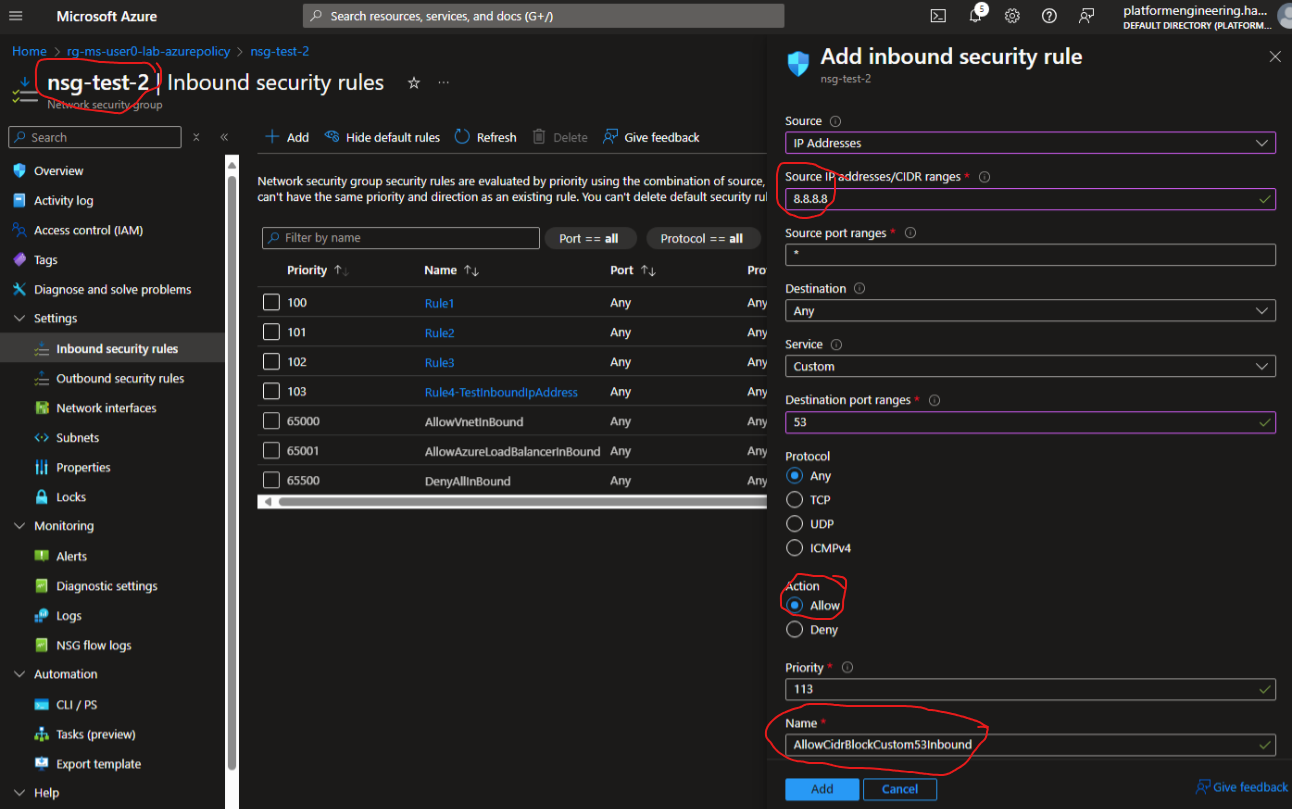 Microsoft Azure
Search resources, services, and docs (G+/)
5
platformengineering.ha...
DEFAULT DIRECTORY (PLATFORM...
Home > rg-ms-user0-lab-azurepolicy > nsg-test-2
nsg-test-2 | Inbound security rules
Network security group
Search
Overview
Activity log
Access control (IAM)
Tags
Diagnose and solve problems
Settings
Inbound security rules
Outbound security rules
Network interfaces
Subnets
Properties
Locks
Monitoring
Alerts
Diagnostic settings
Logs
NSG flow logs
Automation
CLI / PS
Tasks (preview)
Export template
Help
Add Hide default rules Refresh Delete Give feedback
Network security group security rules are evaluated by priority using the combination of source,
can't have the same priority and direction as an existing rule. You can't delete default security rul
Filter by name Port == all Protocol == all
Priority Name Port Pro
100 Rule1 Any Any
101 Rule2 Any Any
102 Rule3 Any Any
103 Rule4-TestInboundIpAddress Any Any
65000 AllowVnetInBound Any Any
65001 AllowAzureLoadBalancerInBound Any Any
65500 DenyAllInBound Any Any
Add inbound security rule
nsg-test-2
Source
IP Addresses
Source IP addresses/CIDR ranges *
8.8.8.8
Source port ranges *
*
Destination
Any
Service
Custom
Destination port ranges *
53
Protocol
Any
TCP
UDP
ICMPv4
Action
Allow
Deny
Priority *
113
Name *
AllowCidrBlockCustom53Inbound
Add Cancel
Give feedback